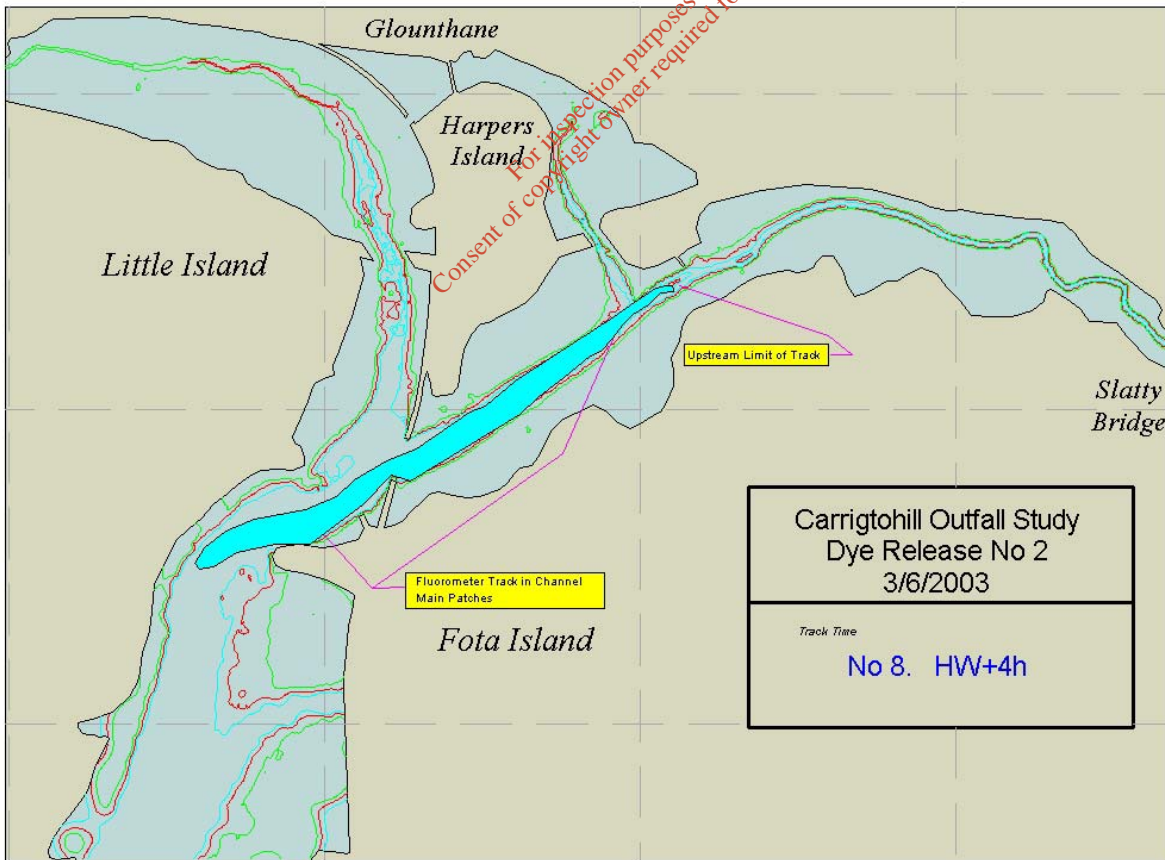 Glounthane
For inspection purposes
Consent of copyright owner required fo
Harpers
Island
Little Island
Upstream Limit of Track
Slatty
Bridge
Fluorometer Track in Channel
Main Patches
Fota Island
Carrigtohill Outfall Study
Dye Release No 2
3/6/2003
Track Time
No 8. HW+4h